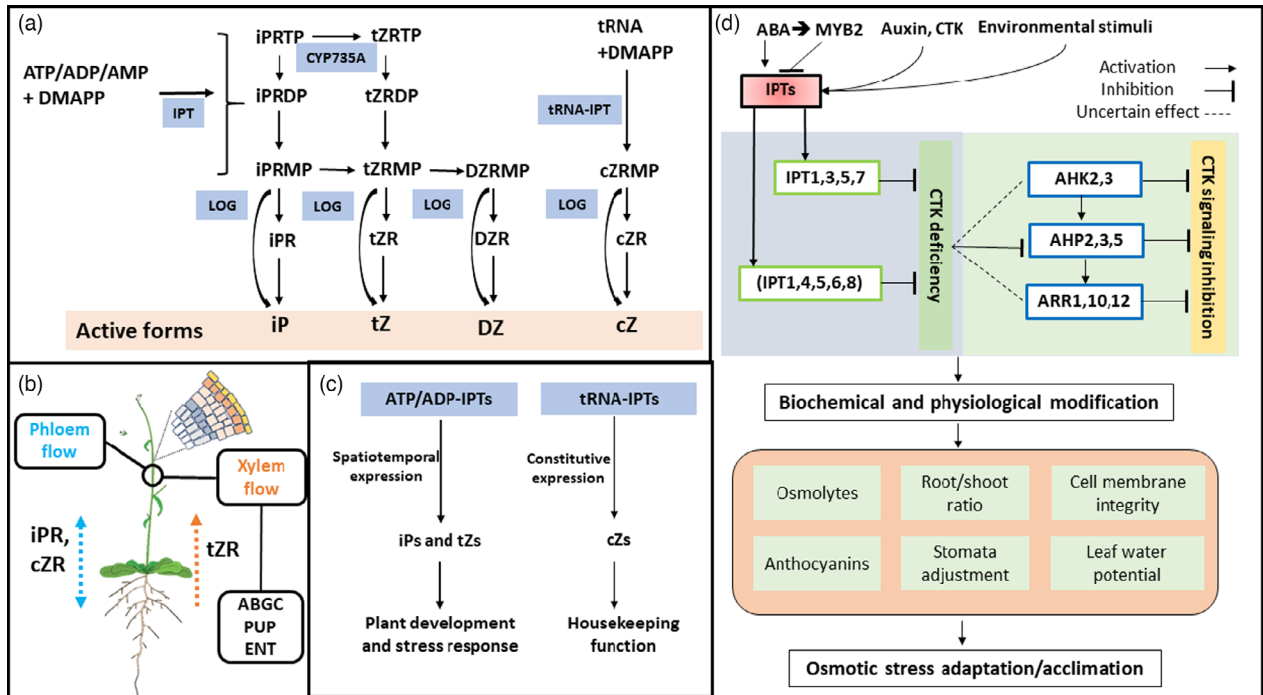 (a)
iPRTP
tZRTP
CYP735A
tRNA
+DMAPP
ATP/ADP/AMP
+ DMAPP
IPT
iPRDP
tZRDP
tRNA-IPT
iPRMP
tZRMP
DZRMP
cZRMP
LOG
LOG
LOG
LOG
iPR
tZR
DZR
cZR
Active forms
iP
tZ
DZ
cZ
(b)
Phloem
flow
Xylem
flow
iPR,
cZR
tZR
ABGC
PUP
ENT
(c)
ATP/ADP-IPTs
tRNA-IPTs
Spatiotemporal
expression
Constitutive
expression
iPs and tZs
cZs
Plant development
and stress response
Housekeeping
function
(d)
ABA
MYB2
Auxin, CTK
Environmental stimuli
IPTs
Activation
Inhibition
Uncertain effect
IPT1,3,5,7
(IPT1,4,5,6,8)
CTK deficiency
AHK2,3
AHP2,3,5
ARR1,10,12
CTK signaling inhibition
Biochemical and physiological modification
Osmolytes
Root/shoot
ratio
Cell membrane
integrity
Anthocyanins
Stomata
adjustment
Leaf water
potential
Osmotic stress adaptation/acclimation